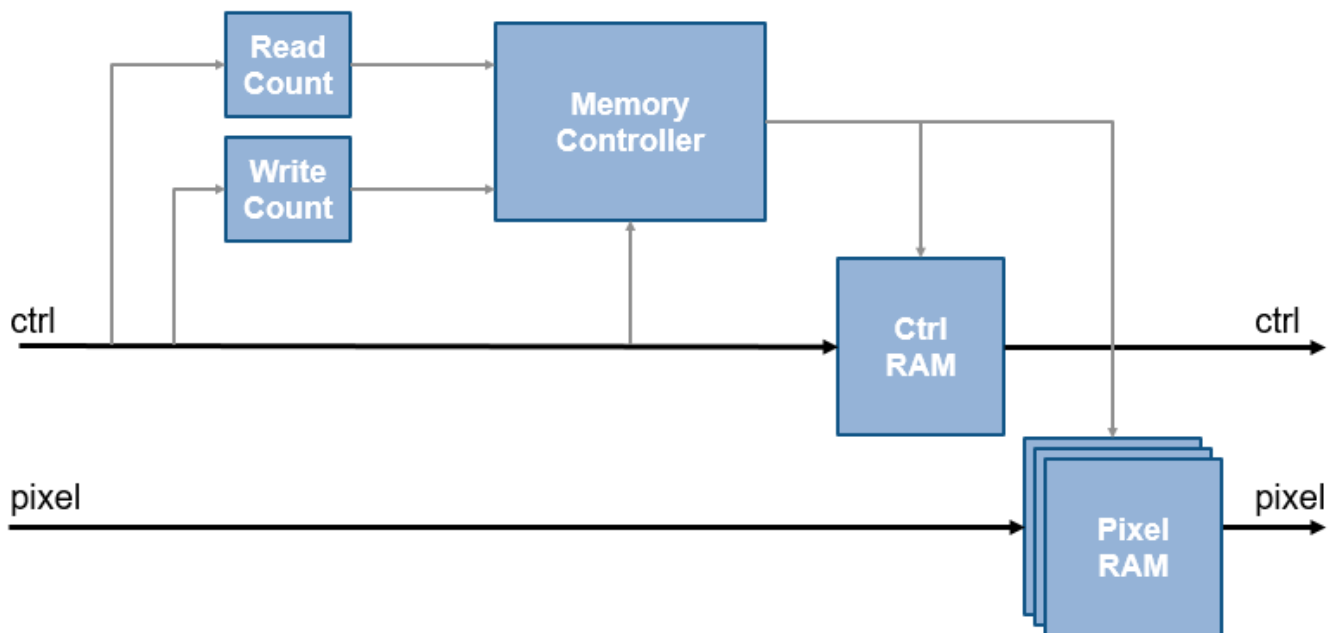 Read
Count
Memory
Controller
Write
Count
ctrl
Ctrl
RAM
ctrl
pixel
Pixel
RAM
pixel